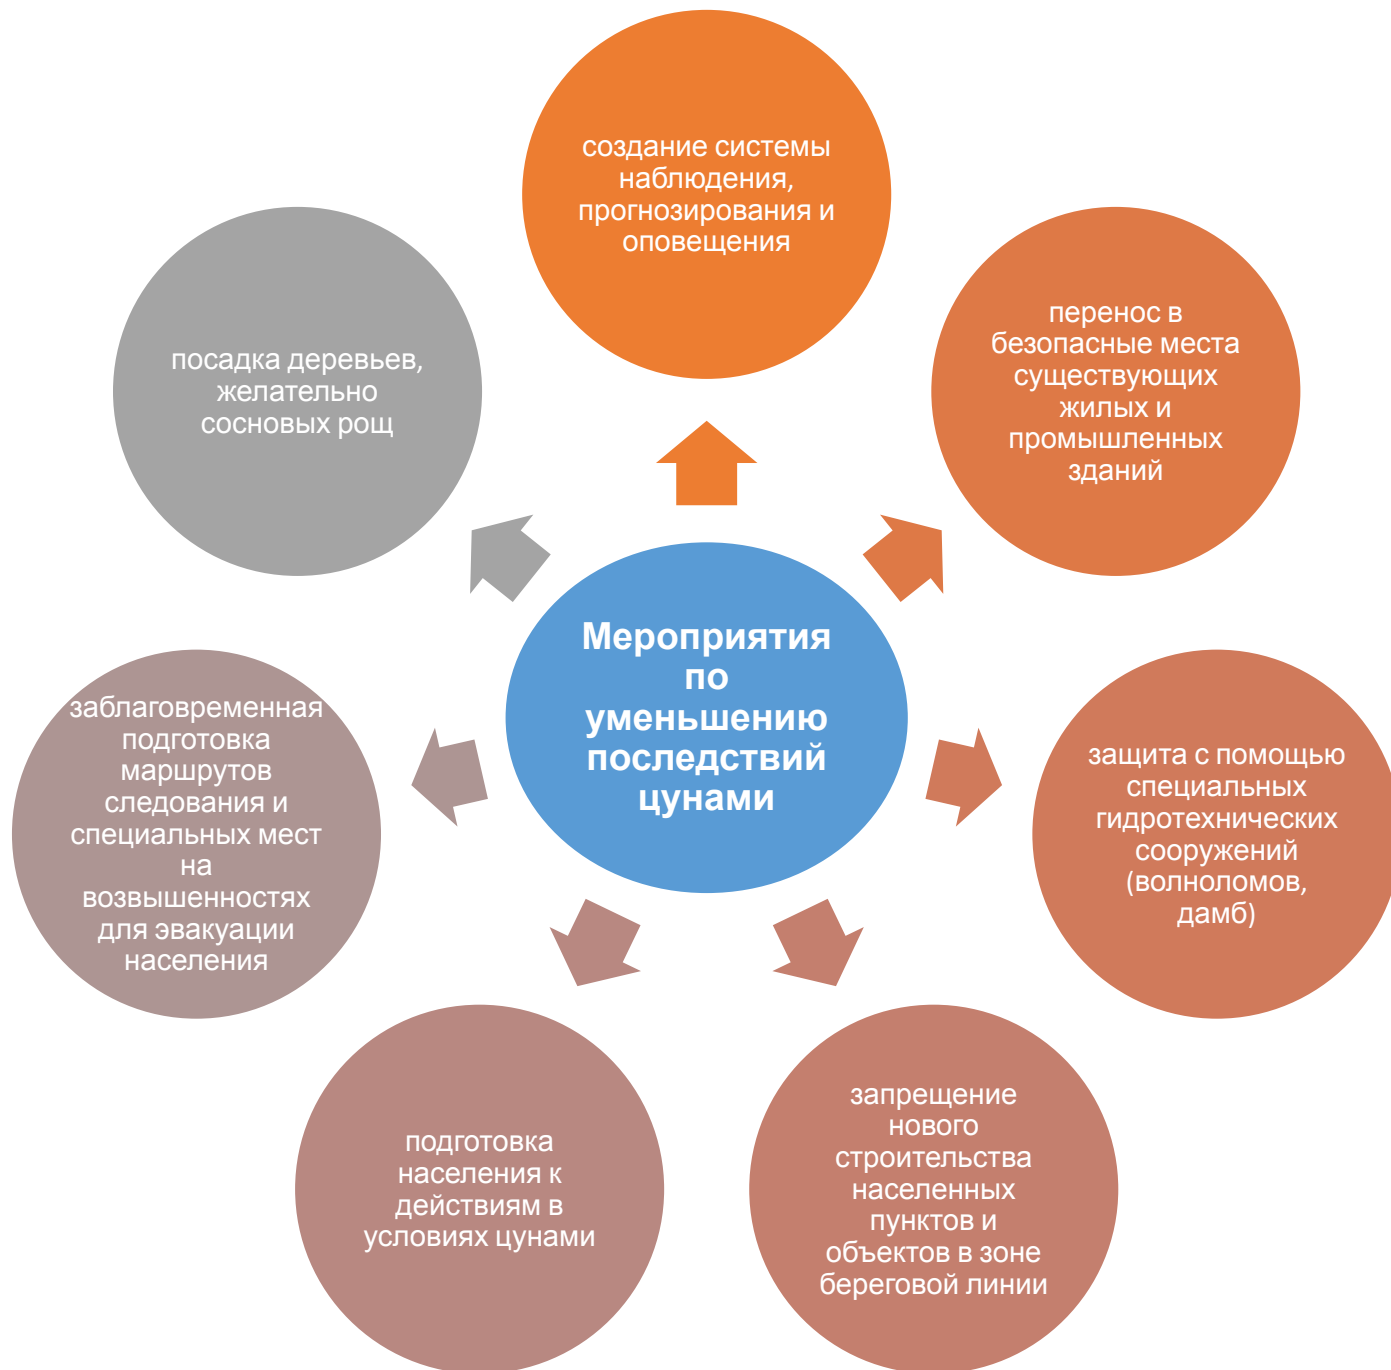 создание системы
наблюдения,
прогнозирования и
оповещения
перенос в
безопасные места
существующих
жилых и
промышленных
зданий
защита с помощью
специальных
гидротехнических
сооружений
(волноломов,
дамб)
запрещение
нового
строительства
населенных
пунктов и
объектов в зоне
береговой линии
подготовка
населения к
действиям в
условиях цунами
заблаговременная
подготовка
маршрутов
следования и
специальных мест
на
возвышенностях
для эвакуации
населения
посадка деревьев,
желательно
сосновых рощ
Мероприятия
по
уменьшению
последствий
цунами